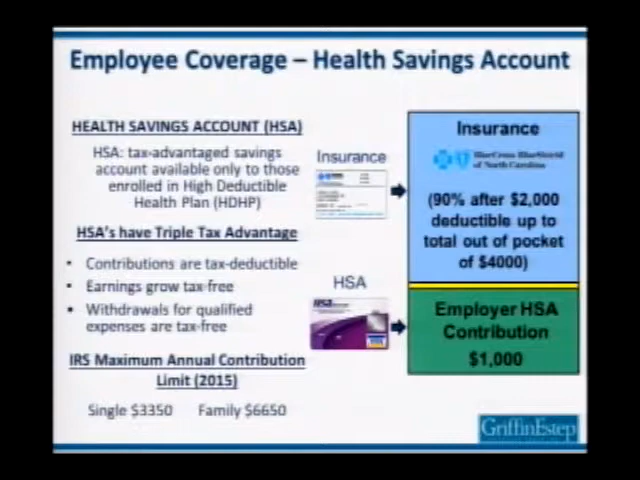 Employee Coverage – Health Savings Account
HEALTH SAVINGS ACCOUNT (HSA)
HSA: tax-advantaged savings
account available only to those
enrolled in High Deductible
Health Plan (HDHP)
HSA's have Triple Tax Advantage
• Contributions are tax-deductible
• Earnings grow tax-free
• Withdrawals for qualified
expenses are tax-free
IRS Maximum Annual Contribution
Limit (2015)
Single $3350 Family $6650
Insurance
HSA
HSA
VISA
Insurance
BlueCross BlueShield
of North Carolina
(90% after $2,000
deductible up to
total out of pocket
of $4000)
Employer HSA
Contribution
$1,000
GriffinEstep